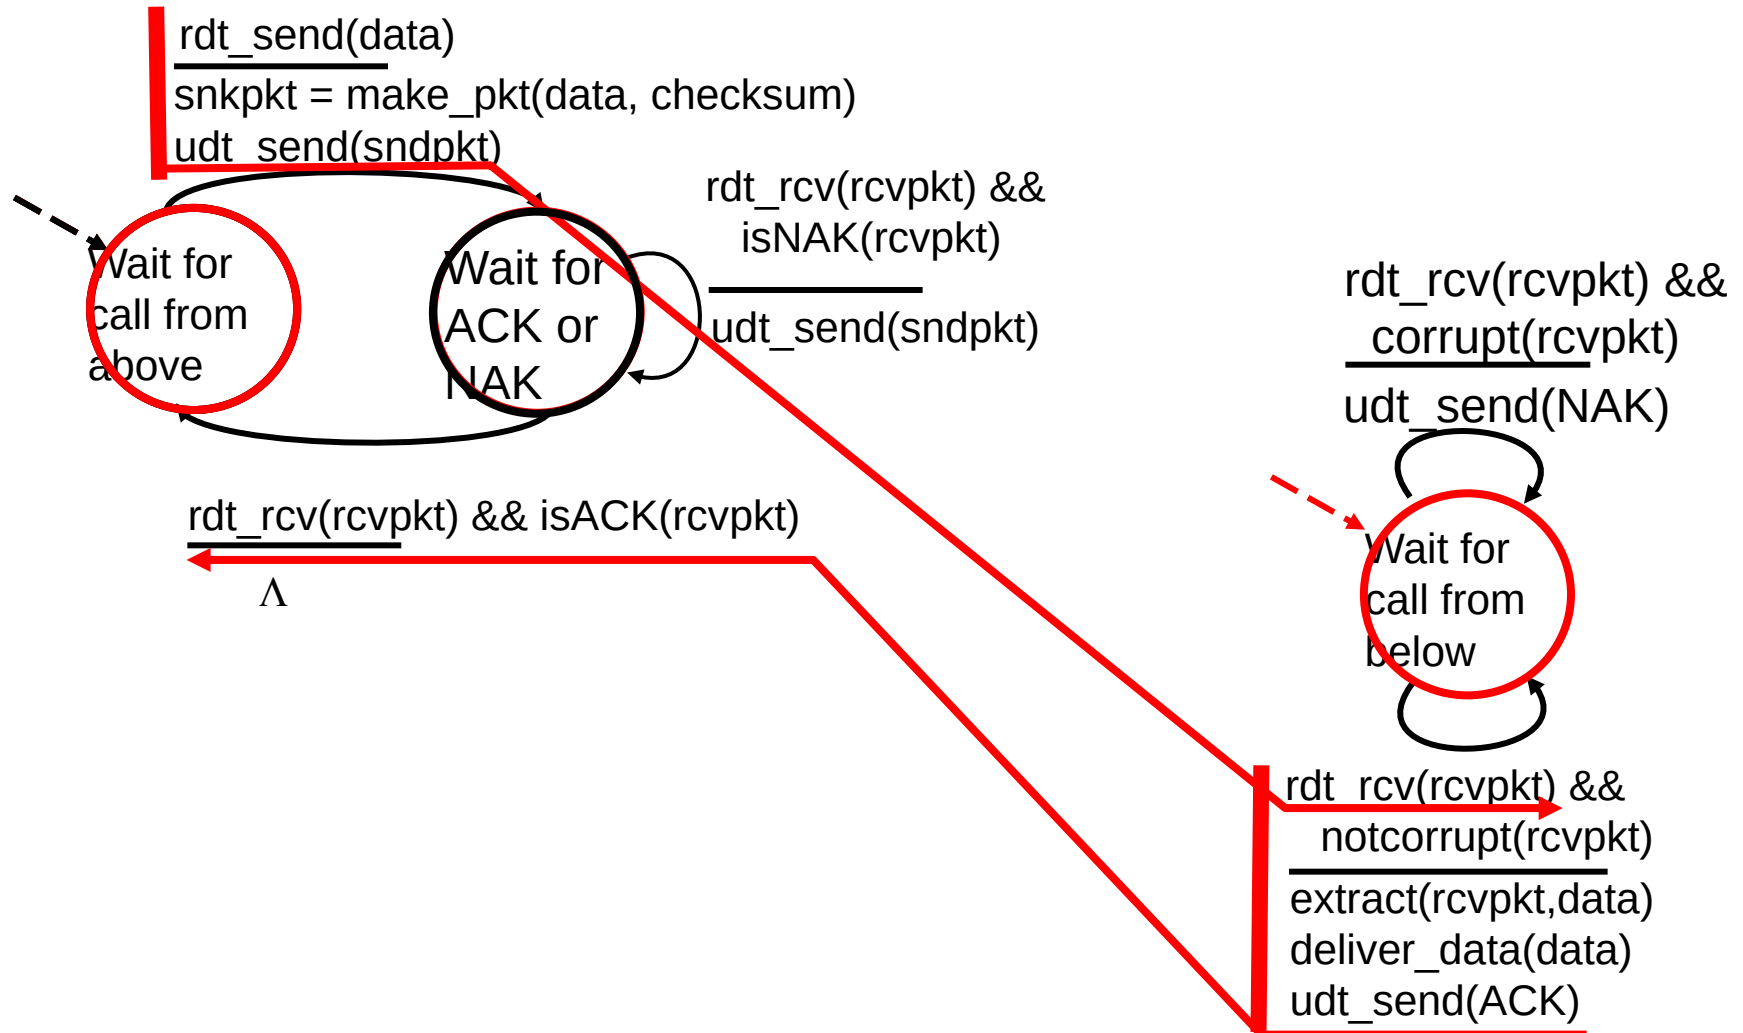 rdt_send(data)
snkpkt = make_pkt(data, checksum)
udt_send(sndpkt)
Wait for
call from
above
Wait for
ACK or
NAK
rdt_rcv(rcvpkt) &&
isNAK(rcvpkt)
udt_send(sndpkt)
rdt_rcv(rcvpkt) && isACK(rcvpkt)
Λ
rdt_rcv(rcvpkt) &&
corrupt(rcvpkt)
udt_send(NAK)
Wait for
call from
below
rdt_rcv(rcvpkt) &&
notcorrupt(rcvpkt)
extract(rcvpkt,data)
deliver_data(data)
udt_send(ACK)